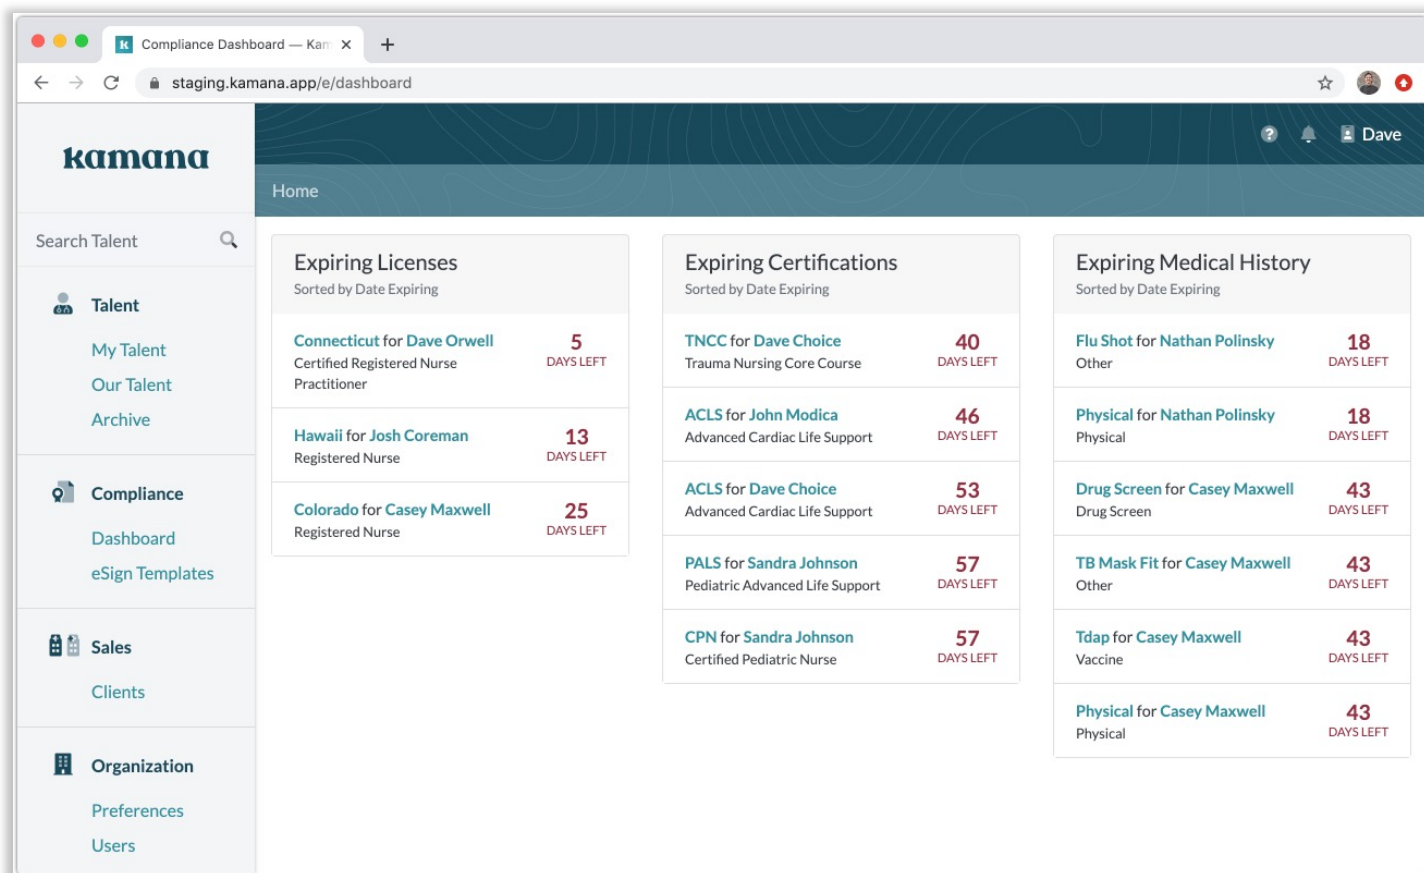 Compliance Dashboard — Kam
staging.kamana.app/e/dashboard
kamana
Dave
Home
Search Talent
Talent
My Talent
Our Talent
Archive
Compliance
Dashboard
eSign Templates
Sales
Clients
Organization
Preferences
Users
Expiring Licenses
Sorted by Date Expiring
Connecticut for Dave Orwell
Certified Registered Nurse
Practitioner
5
DAYS LEFT
Hawaii for Josh Coreman
Registered Nurse
13
DAYS LEFT
Colorado for Casey Maxwell
Registered Nurse
25
DAYS LEFT
Expiring Certifications
Sorted by Date Expiring
TNCC for Dave Choice
Trauma Nursing Core Course
40
DAYS LEFT
ACLS for John Modica
Advanced Cardiac Life Support
46
DAYS LEFT
ACLS for Dave Choice
Advanced Cardiac Life Support
53
DAYS LEFT
PALS for Sandra Johnson
Pediatric Advanced Life Support
57
DAYS LEFT
CPN for Sandra Johnson
Certified Pediatric Nurse
57
DAYS LEFT
Expiring Medical History
Sorted by Date Expiring
Flu Shot for Nathan Polinsky
Other
18
DAYS LEFT
Physical for Nathan Polinsky
Physical
18
DAYS LEFT
Drug Screen for Casey Maxwell
Drug Screen
43
DAYS LEFT
TB Mask Fit for Casey Maxwell
Other
43
DAYS LEFT
Tdap for Casey Maxwell
Vaccine
43
DAYS LEFT
Physical for Casey Maxwell
Physical
43
DAYS LEFT